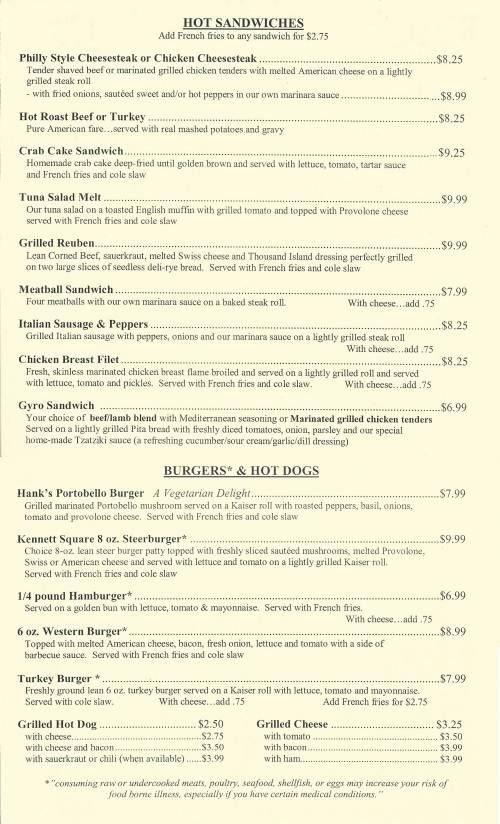 HOT SANDWICHES
Add French fries to any sandwich for $2.75
Philly Style Cheesesteak or Chicken Cheesesteak ........ $8.25
Tender shaved beef or marinated grilled chicken tenders with melted American cheese on a lightly
grilled steak roll
- with fried onions, sautéed sweet and/or hot peppers in our own marinara sauce ........ $8.99
Hot Roast Beef or Turkey ........ $8.25
Pure American fare…served with real mashed potatoes and gravy
Crab Cake Sandwich ........ $9.25
Homemade crab cake deep-fried until golden brown and served with lettuce, tomato, tartar sauce
and French fries and cole slaw
Tuna Salad Melt ........ $9.99
Our tuna salad on a toasted English muffin with grilled tomato and topped with Provolone cheese
served with French fries and cole slaw
Grilled Reuben ........ $9.99
Lean Corned Beef, sauerkraut, melted Swiss cheese and Thousand Island dressing perfectly grilled
on two large slices of seedless deli-rye bread. Served with French fries and cole slaw
Meatball Sandwich ........ $7.99
Four meatballs with our own marinara sauce on a baked steak roll. With cheese…add .75
Italian Sausage & Peppers ........ $8.25
Grilled Italian sausage with peppers, onions and our marinara sauce on a lightly grilled steak roll
With cheese…add .75
Chicken Breast Filet ........ $8.25
Fresh, skinless marinated chicken breast flame broiled and served on a lightly grilled roll and served
with lettuce, tomato and pickles. Served with French fries and cole slaw. With cheese…add .75
Gyro Sandwich ........ $6.99
Your choice of beef/lamb blend with Mediterranean seasoning or Marinated grilled chicken tenders
Served on a lightly grilled Pita bread with freshly diced tomatoes, onion, parsley and our special
home-made Tzatziki sauce (a refreshing cucumber/sour cream/garlic/dill dressing)
BURGERS* & HOT DOGS
Hank's Portobello Burger A Vegetarian Delight ........ $7.99
Grilled marinated Portobello mushroom served on a Kaiser roll with roasted peppers, basil, onions,
tomato and provolone cheese. Served with French fries and cole slaw
Kennett Square 8 oz. Steerburger* ........ $9.99
Choice 8-oz. lean steer burger patty topped with freshly sliced sautéed mushrooms, melted Provolone,
Swiss or American cheese and served with lettuce and tomato on a lightly grilled Kaiser roll.
Served with French fries and cole slaw
1/4 pound Hamburger* ........ $6.99
Served on a golden bun with lettuce, tomato & mayonnaise. Served with French fries.
With cheese…add .75
6 oz. Western Burger* ........ $8.99
Topped with melted American cheese, bacon, fresh onion, lettuce and tomato with a side of
barbecue sauce. Served with French fries and cole slaw
Turkey Burger * ........ $7.99
Freshly ground lean 6 oz. turkey burger served on a Kaiser roll with lettuce, tomato and mayonnaise.
Served with cole slaw. With cheese…add .75 Add French fries for $2.75
Grilled Hot Dog ........ $2.50
with cheese ........ $2.75
with cheese and bacon ........ $3.50
with sauerkraut or chili (when available) ...... $3.99
Grilled Cheese ........ $3.25
with tomato ........ $3.50
with bacon ........ $3.99
with ham ........ $3.99
*"consuming raw or undercooked meats, poultry, seafood, shellfish, or eggs may increase your risk of
food borne illness, especially if you have certain medical conditions."